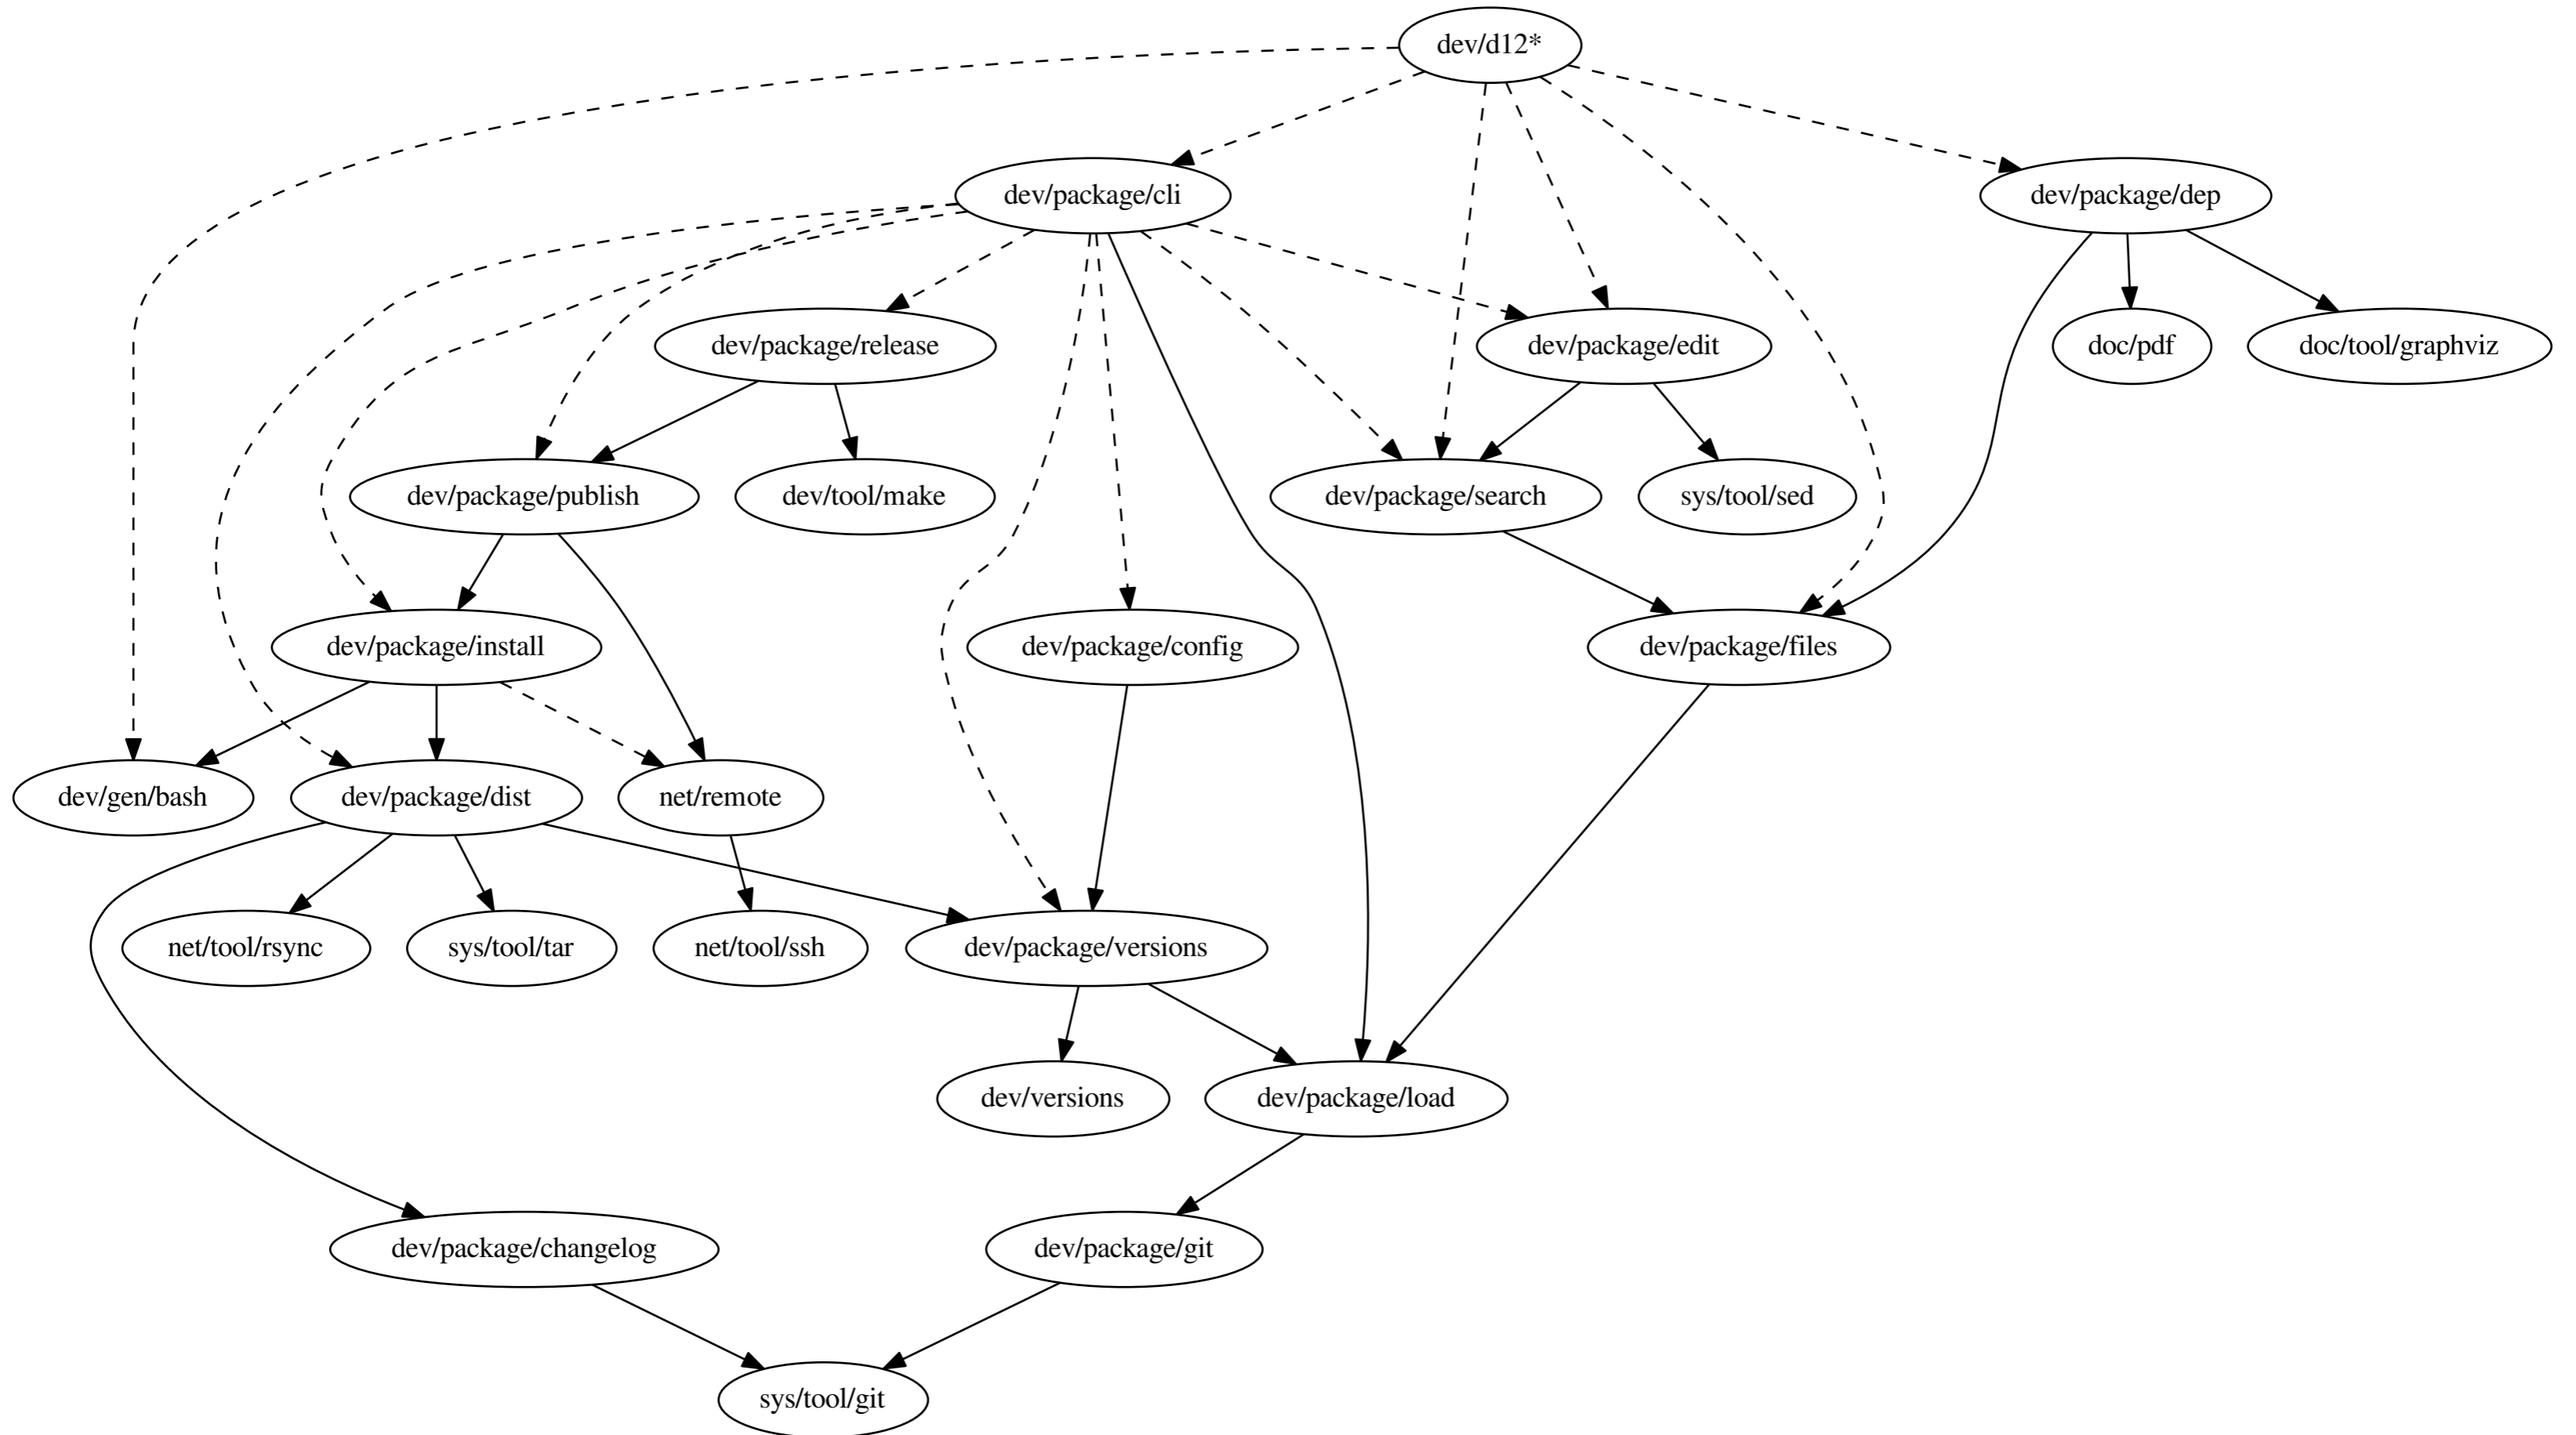 dev/d12*
dev/package/cli
dev/package/dep
dev/package/release
dev/package/edit
doc/pdf
doc/tool/graphviz
dev/package/publish
dev/tool/make
dev/package/search
sys/tool/sed
dev/package/install
dev/package/config
dev/package/files
dev/gen/bash
dev/package/dist
net/remote
net/tool/rsync
sys/tool/tar
net/tool/ssh
dev/package/versions
dev/versions
dev/package/load
dev/package/changelog
dev/package/git
sys/tool/git